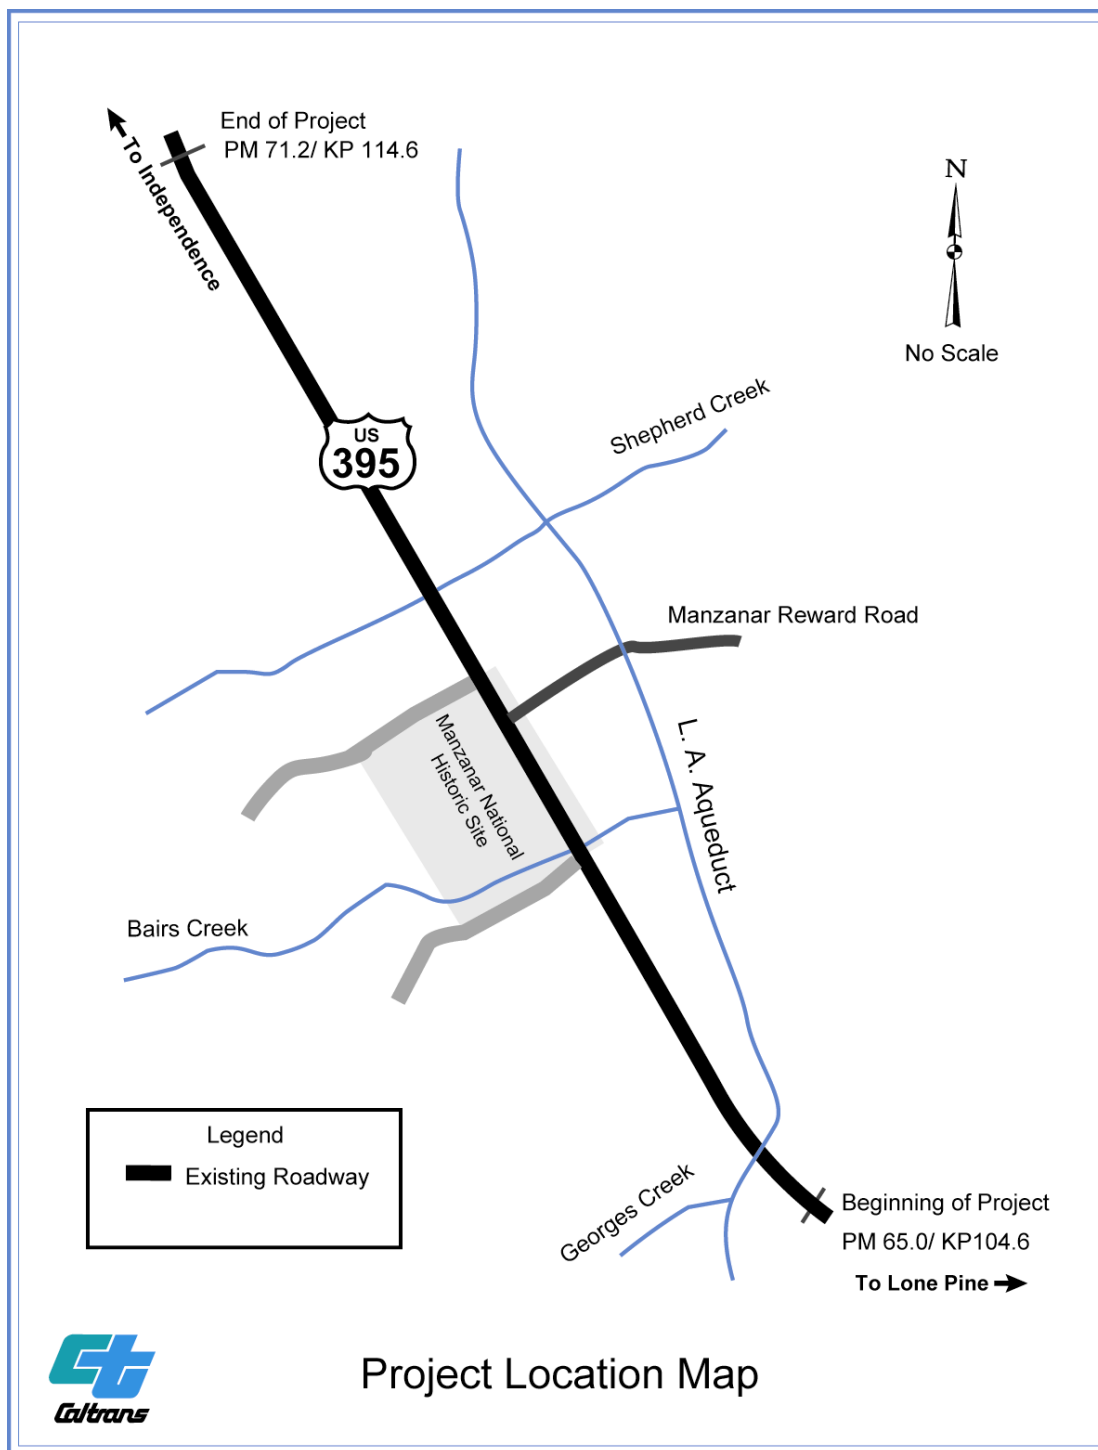 End of Project
PM 71.2/ KP 114.6
To Independence
N
No Scale
Shepherd Creek
US
395
Manzanar Reward Road
Manzanar National
Historic Site
L. A. Aqueduct
Bairs Creek
Legend
Existing Roadway
Georges Creek
Beginning of Project
PM 65.0/ KP104.6
To Lone Pine
Ct
Caltrans
Project Location Map